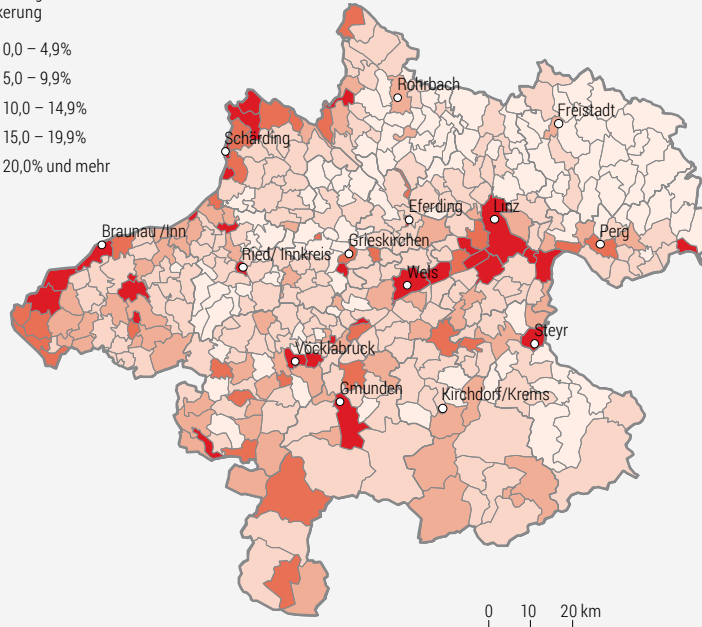 kerung
0,0 – 4,9%
5,0 – 9,9%
10,0 – 14,9%
15,0 – 19,9%
20,0% und mehr
Rohrbach
Freistadt
Schärding
Eferding
Linz
Braunau /Inn
Grieskirchen
Perg
Ried/ Innkreis
Wels
Steyr
Vöcklabruck
Gmunden
Kirchdorf/Krems
0 10 20 km